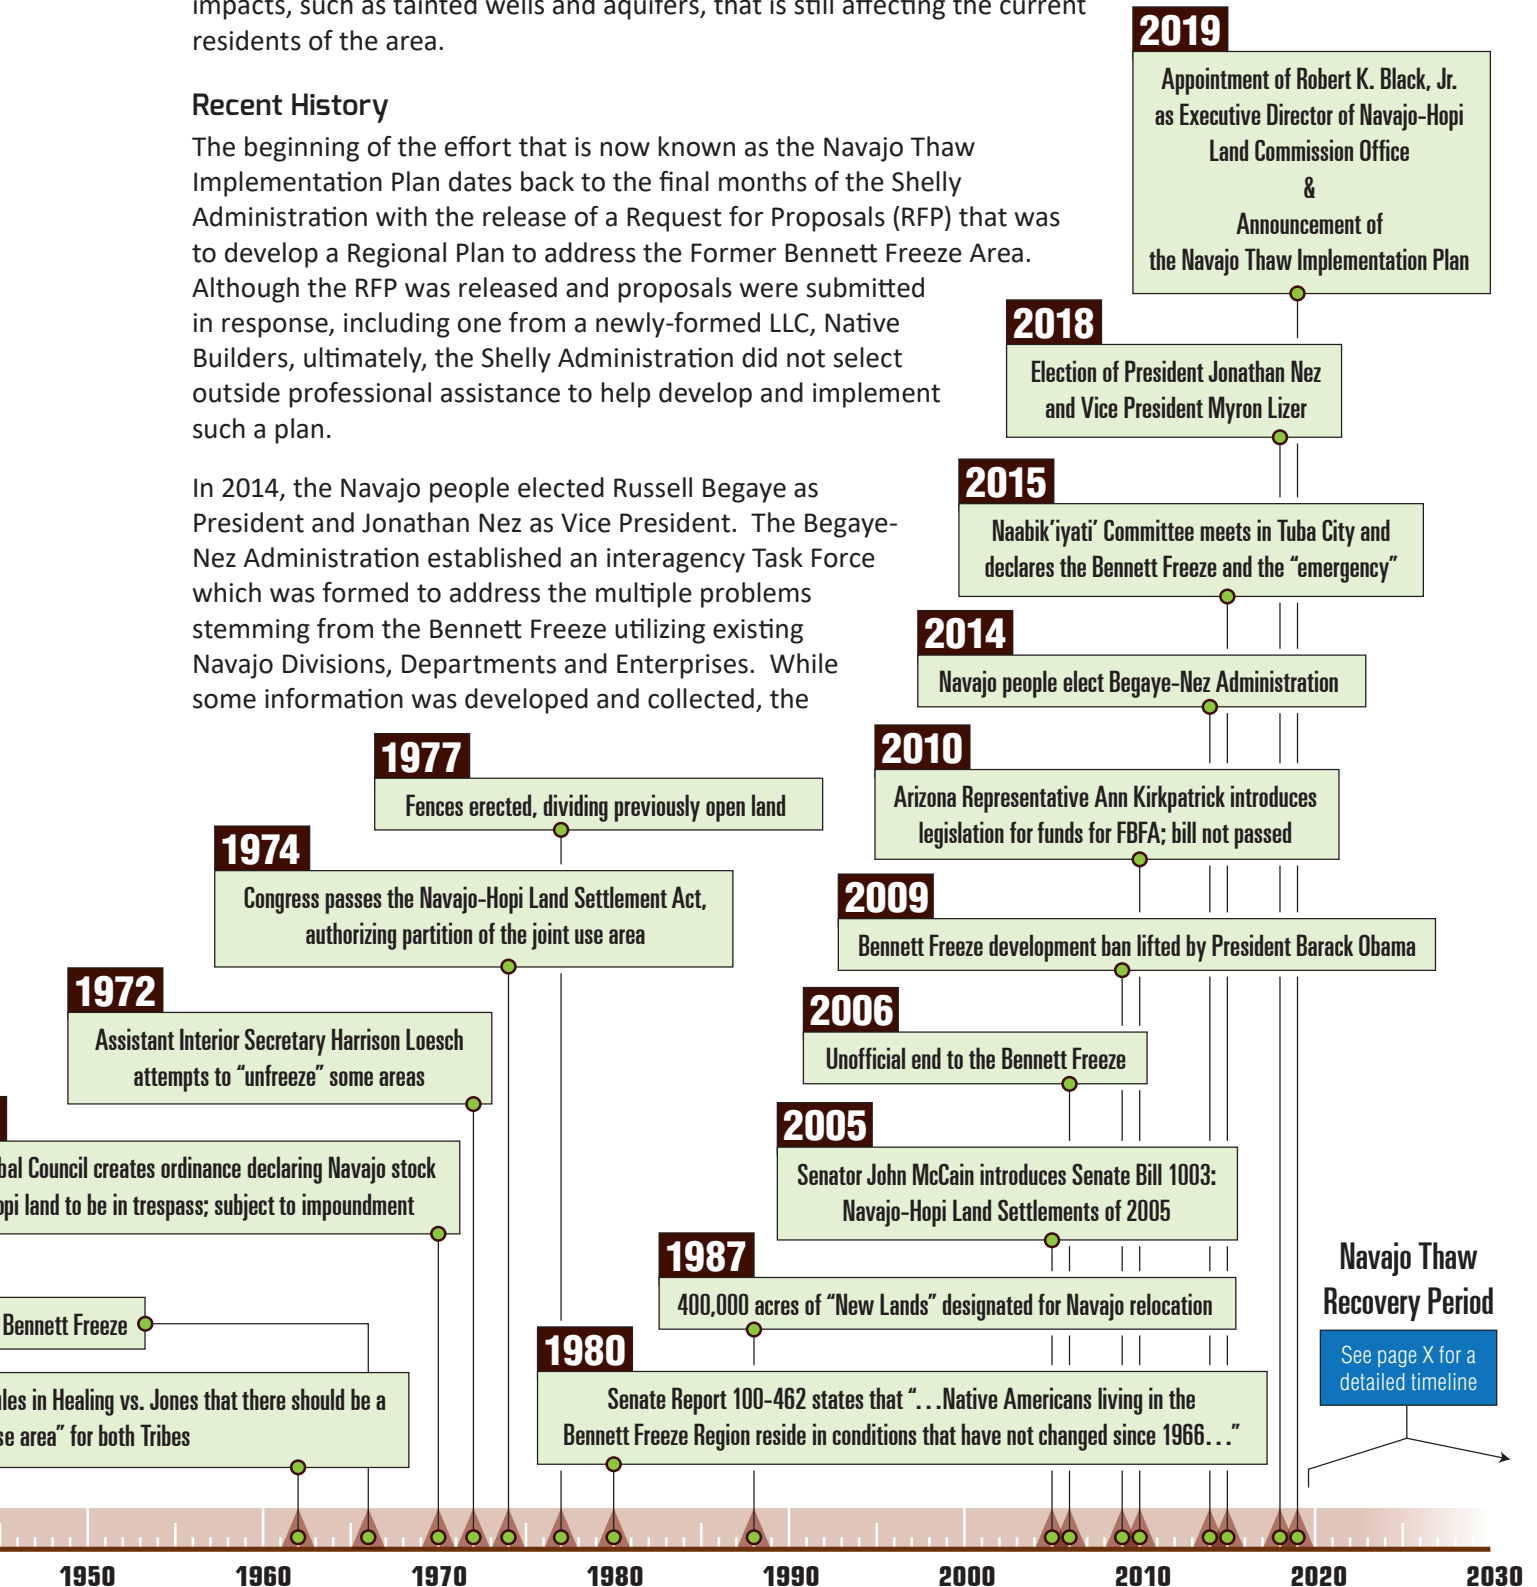 impacts, such as tainted wells and aquifers, that is still affecting the current
residents of the area.
Recent History
The beginning of the effort that is now known as the Navajo Thaw
Implementation Plan dates back to the final months of the Shelly
Administration with the release of a Request for Proposals (RFP) that was
to develop a Regional Plan to address the Former Bennett Freeze Area.
Although the RFP was released and proposals were submitted
in response, including one from a newly-formed LLC, Native
Builders, ultimately, the Shelly Administration did not select
outside professional assistance to help develop and implement
such a plan.
In 2014, the Navajo people elected Russell Begaye as
President and Jonathan Nez as Vice President.  The Begaye-
Nez Administration established an interagency Task Force
which was formed to address the multiple problems
stemming from the Bennett Freeze utilizing existing
Navajo Divisions, Departments and Enterprises.  While
some information was developed and collected, the
2019
Appointment of Robert K. Black, Jr.
as Executive Director of Navajo-Hopi
Land Commission Office
&
Announcement of
the Navajo Thaw Implementation Plan
2018
Election of President Jonathan Nez
and Vice President Myron Lizer
2015
Naabik’iyati’ Committee meets in Tuba City and
declares the Bennett Freeze and the “emergency”
2014
Navajo people elect Begaye-Nez Administration
2010
Arizona Representative Ann Kirkpatrick introduces
legislation for funds for FBFA; bill not passed
2009
Bennett Freeze development ban lifted by President Barack Obama
2006
Unofficial end to the Bennett Freeze
2005
Senator John McCain introduces Senate Bill 1003:
Navajo-Hopi Land Settlements of 2005
1987
400,000 acres of “New Lands” designated for Navajo relocation
1980
Senate Report 100-462 states that “…Native Americans living in the
Bennett Freeze Region reside in conditions that have not changed since 1966…”
1977
Fences erected, dividing previously open land
1974
Congress passes the Navajo-Hopi Land Settlement Act,
authorizing partition of the joint use area
1972
Assistant Interior Secretary Harrison Loesch
attempts to “unfreeze” some areas
Council creates ordinance declaring Navajo stock
land to be in trespass; subject to impoundment
Bennett Freeze
in Healing vs. Jones that there should be a
area” for both Tribes
Navajo Thaw
Recovery Period
See page X for a
detailed timeline
1950 1960 1970 1980 1990 2000 2010 2020 2030